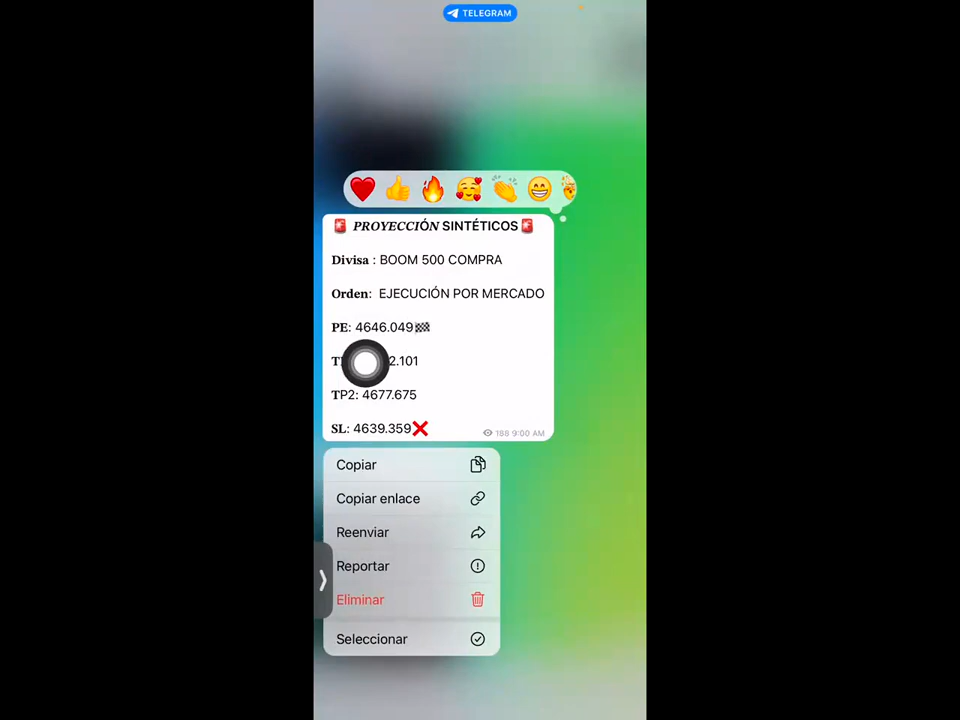 TELEGRAM
PROYECCIÓN SINTÉTICOS
Divisa : BOOM 500 COMPRA
Orden: EJECUCIÓN POR MERCADO
PE: 4646.049
2.101
TP2: 4677.675
SL: 4639.359
188 9:00 AM
Copiar
Copiar enlace
Reenviar
Reportar
Eliminar
Seleccionar